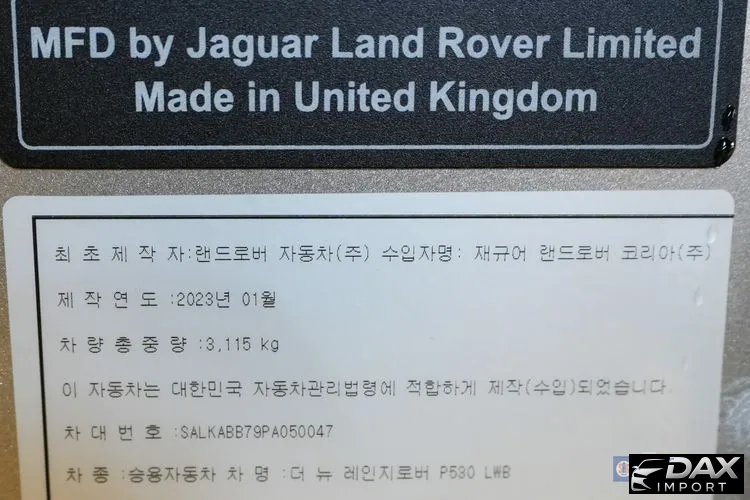 MFD by Jaguar Land Rover Limited
Made in United Kingdom
최 초 제 작 자:랜드로버 자동차(주) 수입자명: 재규어 랜드로버 코리아(주)
제 작 연 도 :2023년 01월
차 량 총 중 량 :3,115 kg
이 자동차는 대한민국 자동차관리법령에 적합하게 제작(수입)되었습니다.
차 대 번 호 :SALKABB79PA050047
차 종 :승용자동차 차 명 :더 뉴 레인지로버 P530 LWB
DAX
IMPORT